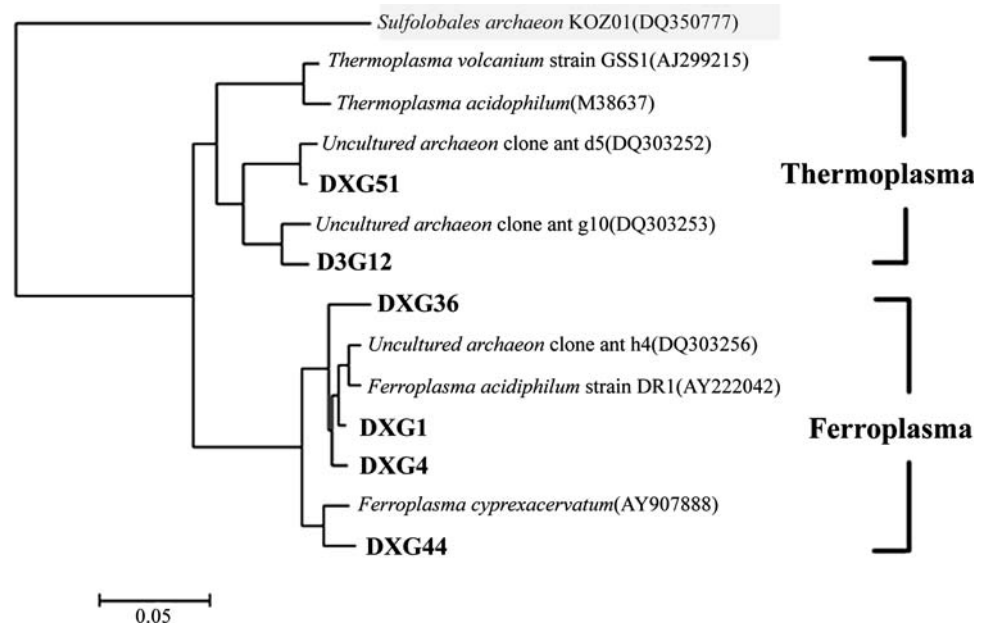 Sulfolobales archaeon KOZ01(DQ350777)
Thermoplasma volcanium strain GSS1(AJ299215)
Thermoplasma acidophilum(M38637)
Uncultured archaeon clone ant d5(DQ303252)
Thermoplasma
DXG51
Uncultured archaeon clone ant g10(DQ303253)
D3G12
DXG36
Uncultured archaeon clone ant h4(DQ303256)
Ferroplasma acidiphilum strain DR1(AY222042)
DXG1
Ferroplasma
DXG4
Ferroplasma cyprexacervatum(AY907888)
DXG44
0.05